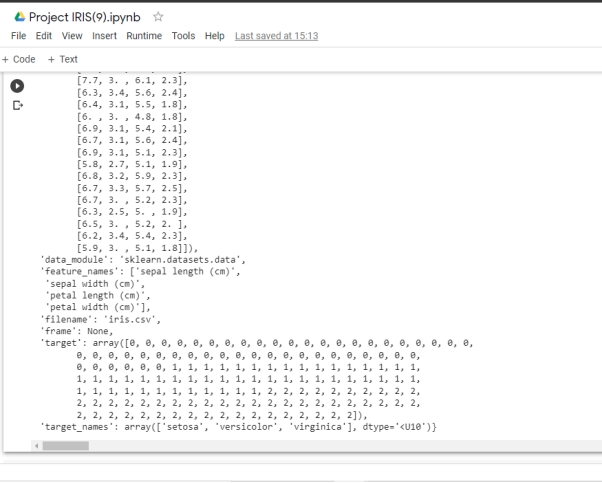 Project IRIS(9).ipynb
File Edit View Insert Runtime Tools Help Last saved at 15:13
+ Code + Text
[7.7, 3. , 6.1, 2.3],
[6.3, 3.4, 5.6, 2.4],
[6.4, 3.1, 5.5, 1.8],
[6. , 3. , 4.8, 1.8],
[6.9, 3.1, 5.4, 2.1],
[6.7, 3.1, 5.6, 2.4],
[6.9, 3.1, 5.1, 2.3],
[5.8, 2.7, 5.1, 1.9],
[6.8, 3.2, 5.9, 2.3],
[6.7, 3.3, 5.7, 2.5],
[6.7, 3. , 5.2, 2.3],
[6.3, 2.5, 5. , 1.9],
[6.5, 3. , 5.2, 2. ],
[6.2, 3.4, 5.4, 2.3],
[5.9, 3. , 5.1, 1.8]]),
'data_module': 'sklearn.datasets.data',
'feature_names': ['sepal length (cm)',
'sepal width (cm)',
'petal length (cm)',
'petal width (cm)'],
'filename': 'iris.csv',
'frame': None,
'target': array([0, 0, 0, 0, 0, 0, 0, 0, 0, 0, 0, 0, 0, 0, 0, 0, 0, 0, 0, 0, 0, 0,
0, 0, 0, 0, 0, 0, 0, 0, 0, 0, 0, 0, 0, 0, 0, 0, 0, 0, 0, 0, 0, 0,
0, 0, 0, 0, 0, 0, 1, 1, 1, 1, 1, 1, 1, 1, 1, 1, 1, 1, 1, 1, 1, 1,
1, 1, 1, 1, 1, 1, 1, 1, 1, 1, 1, 1, 1, 1, 1, 1, 1, 1, 1, 1, 1, 1,
1, 1, 1, 1, 1, 1, 1, 1, 1, 1, 1, 1, 2, 2, 2, 2, 2, 2, 2, 2, 2, 2,
2, 2, 2, 2, 2, 2, 2, 2, 2, 2, 2, 2, 2, 2, 2, 2, 2, 2, 2, 2, 2, 2,
2, 2, 2, 2, 2, 2, 2, 2, 2, 2, 2, 2, 2, 2, 2, 2, 2, 2]),
'target_names': array(['setosa', 'versicolor', 'virginica'], dtype='<U10')}